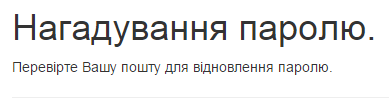 Нагадування паролю.
Перевірте Вашу пошту для відновлення паролю.